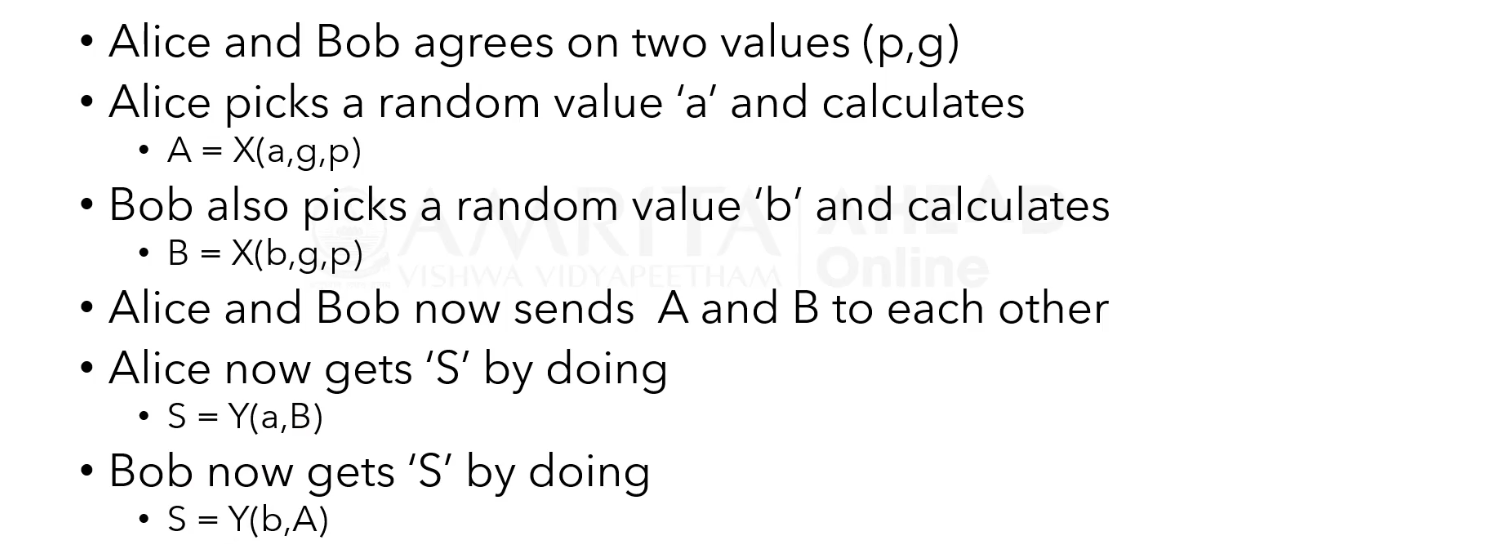 • Alice and Bob agrees on two values (p,g)
• Alice picks a random value ‘a’ and calculates
• A = X(a,g,p)
• Bob also picks a random value ‘b’ and calculates
• B = X(b,g,p)
AMRITA AHEAD
VISHWA VIDYAPEETHAM Online
• Alice and Bob now sends A and B to each other
• Alice now gets ‘S’ by doing
• S = Y(a,B)
• Bob now gets ‘S’ by doing
• S = Y(b,A)